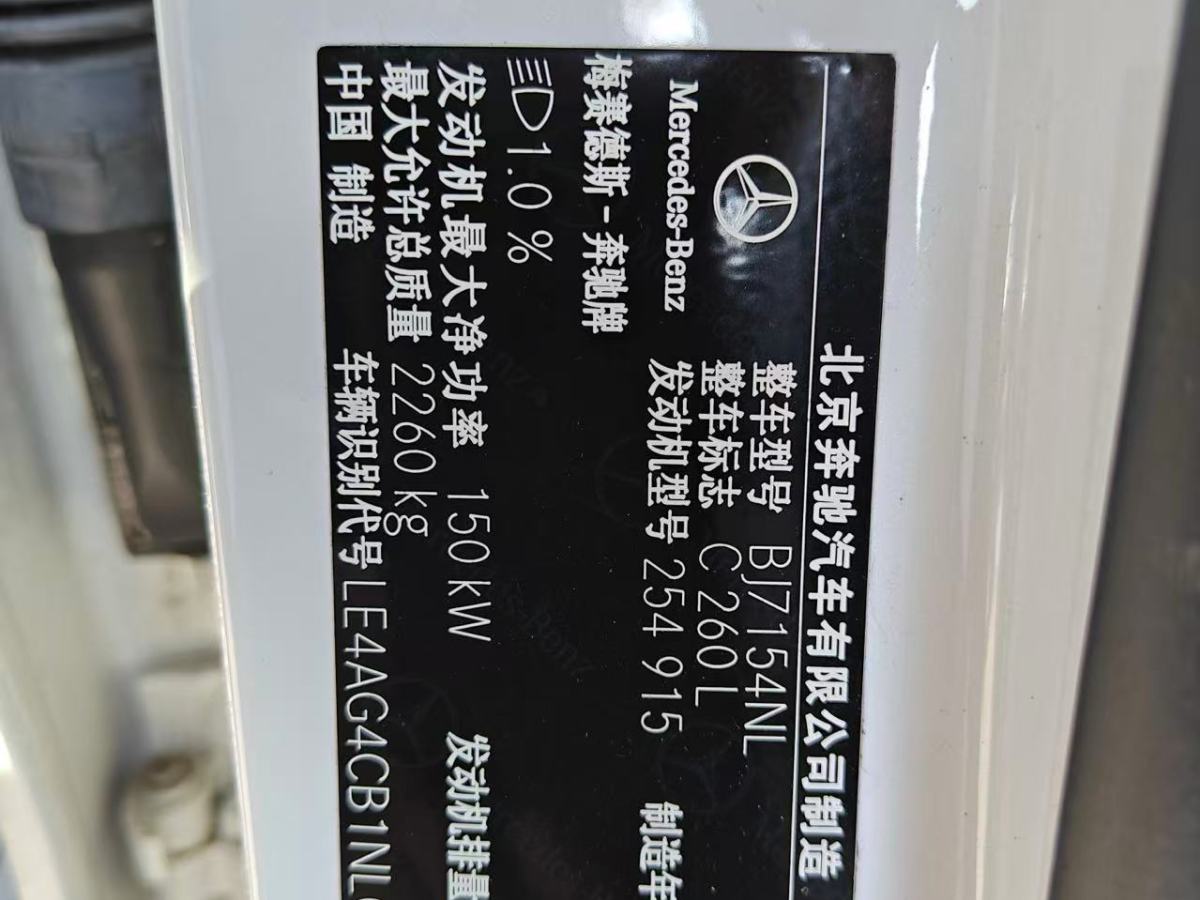 北京奔驰汽车有限公司制造
Mercedes-Benz
梅赛德斯-奔驰牌
整车型号 BJ7154NL
整车标志 C 260 L
发动机型号 254 915 制造年
1.0 %
发动机最大净功率 150 kW 发动机排量
最大允许总质量 2260 kg
中国 制造 车辆识别代号 LE4AG4CB1NL